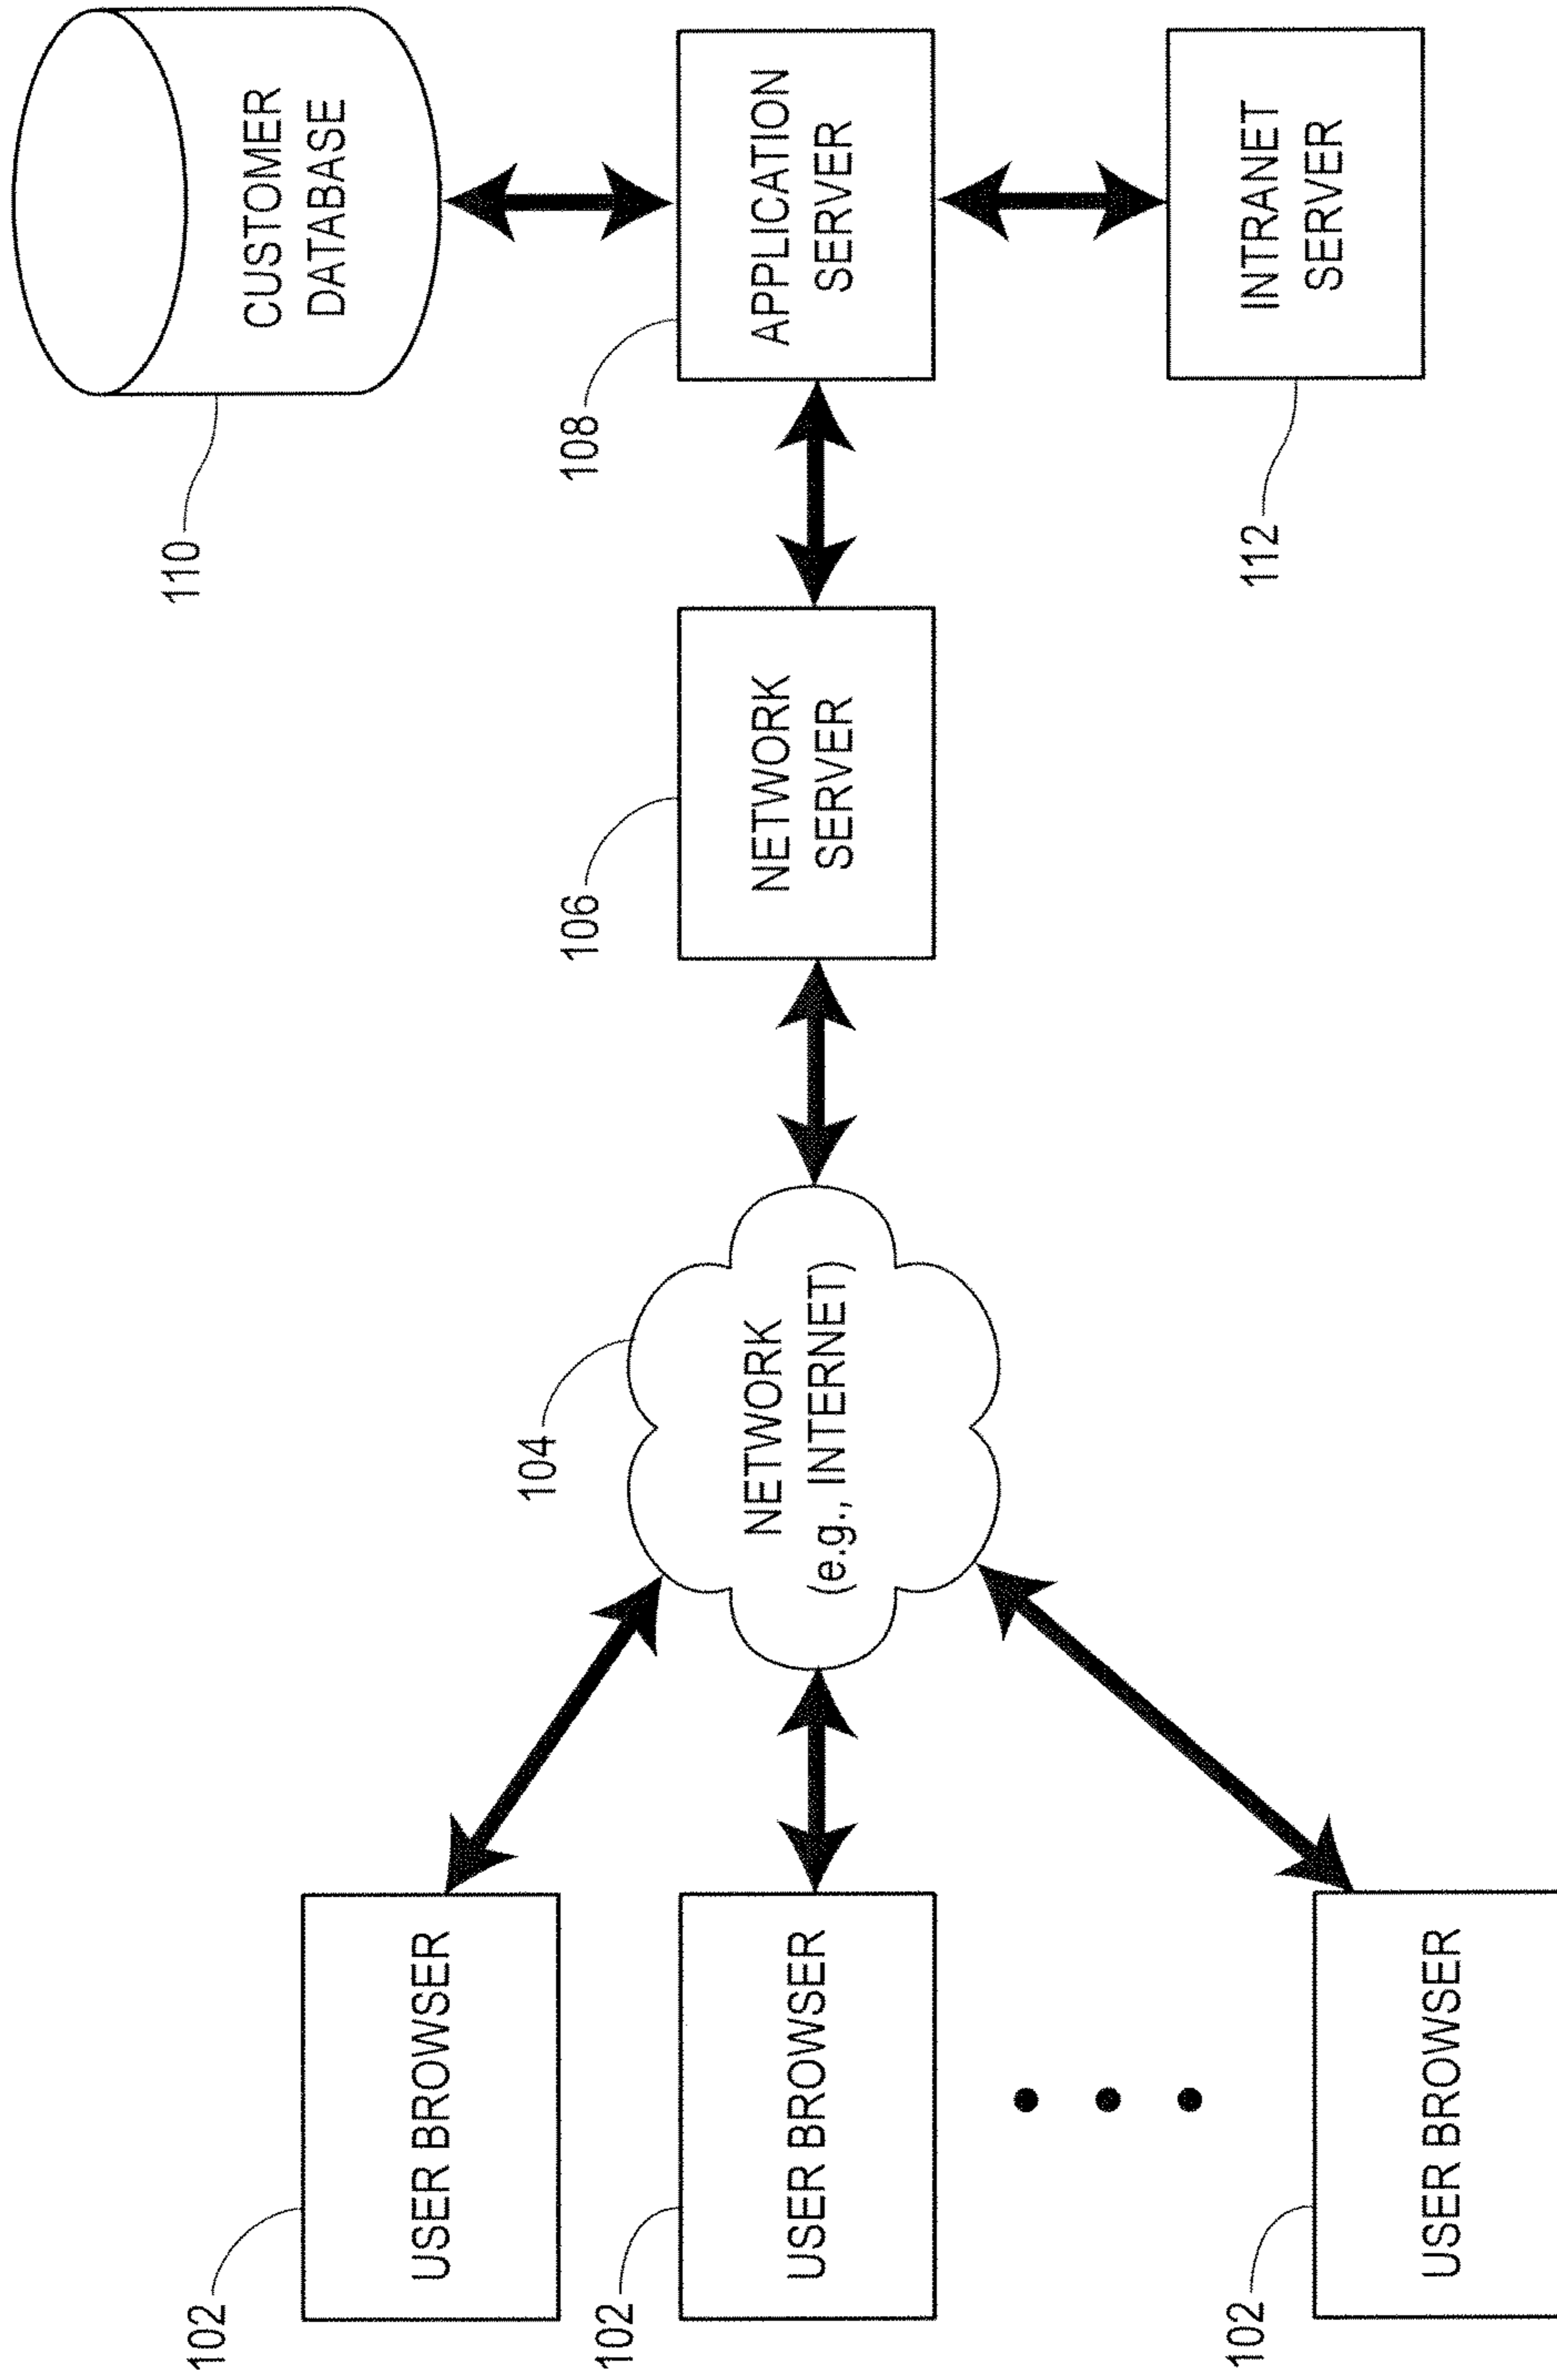 102
USER BROWSER
102
USER BROWSER
102
USER BROWSER
104
NETWORK
(e.g., INTERNET)
106
NETWORK
SERVER
110
CUSTOMER
DATABASE
108
APPLICATION
SERVER
112
INTRANET
SERVER